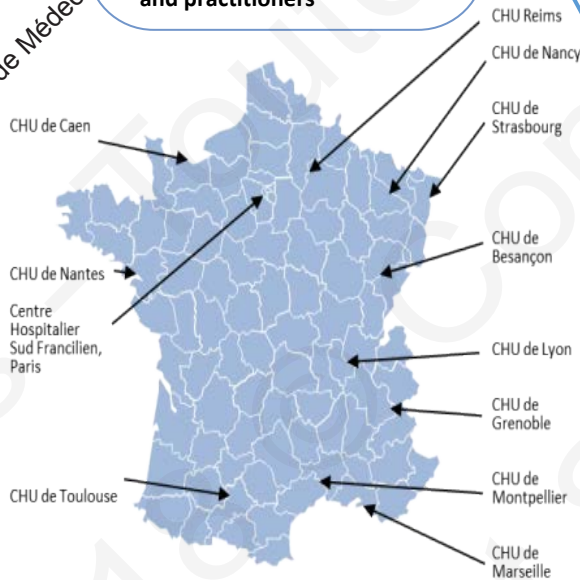 and practitioners
de Médec
CHU Reims
CHU de Nancy
CHU de
Strasbourg
CHU de
Besançon
CHU de Lyon
CHU de
Grenoble
CHU de
Montpellier
CHU de
Marseille
CHU de Caen
CHU de Nantes
Centre
Hospitalier
Sud Francilien,
Paris
CHU de Toulouse